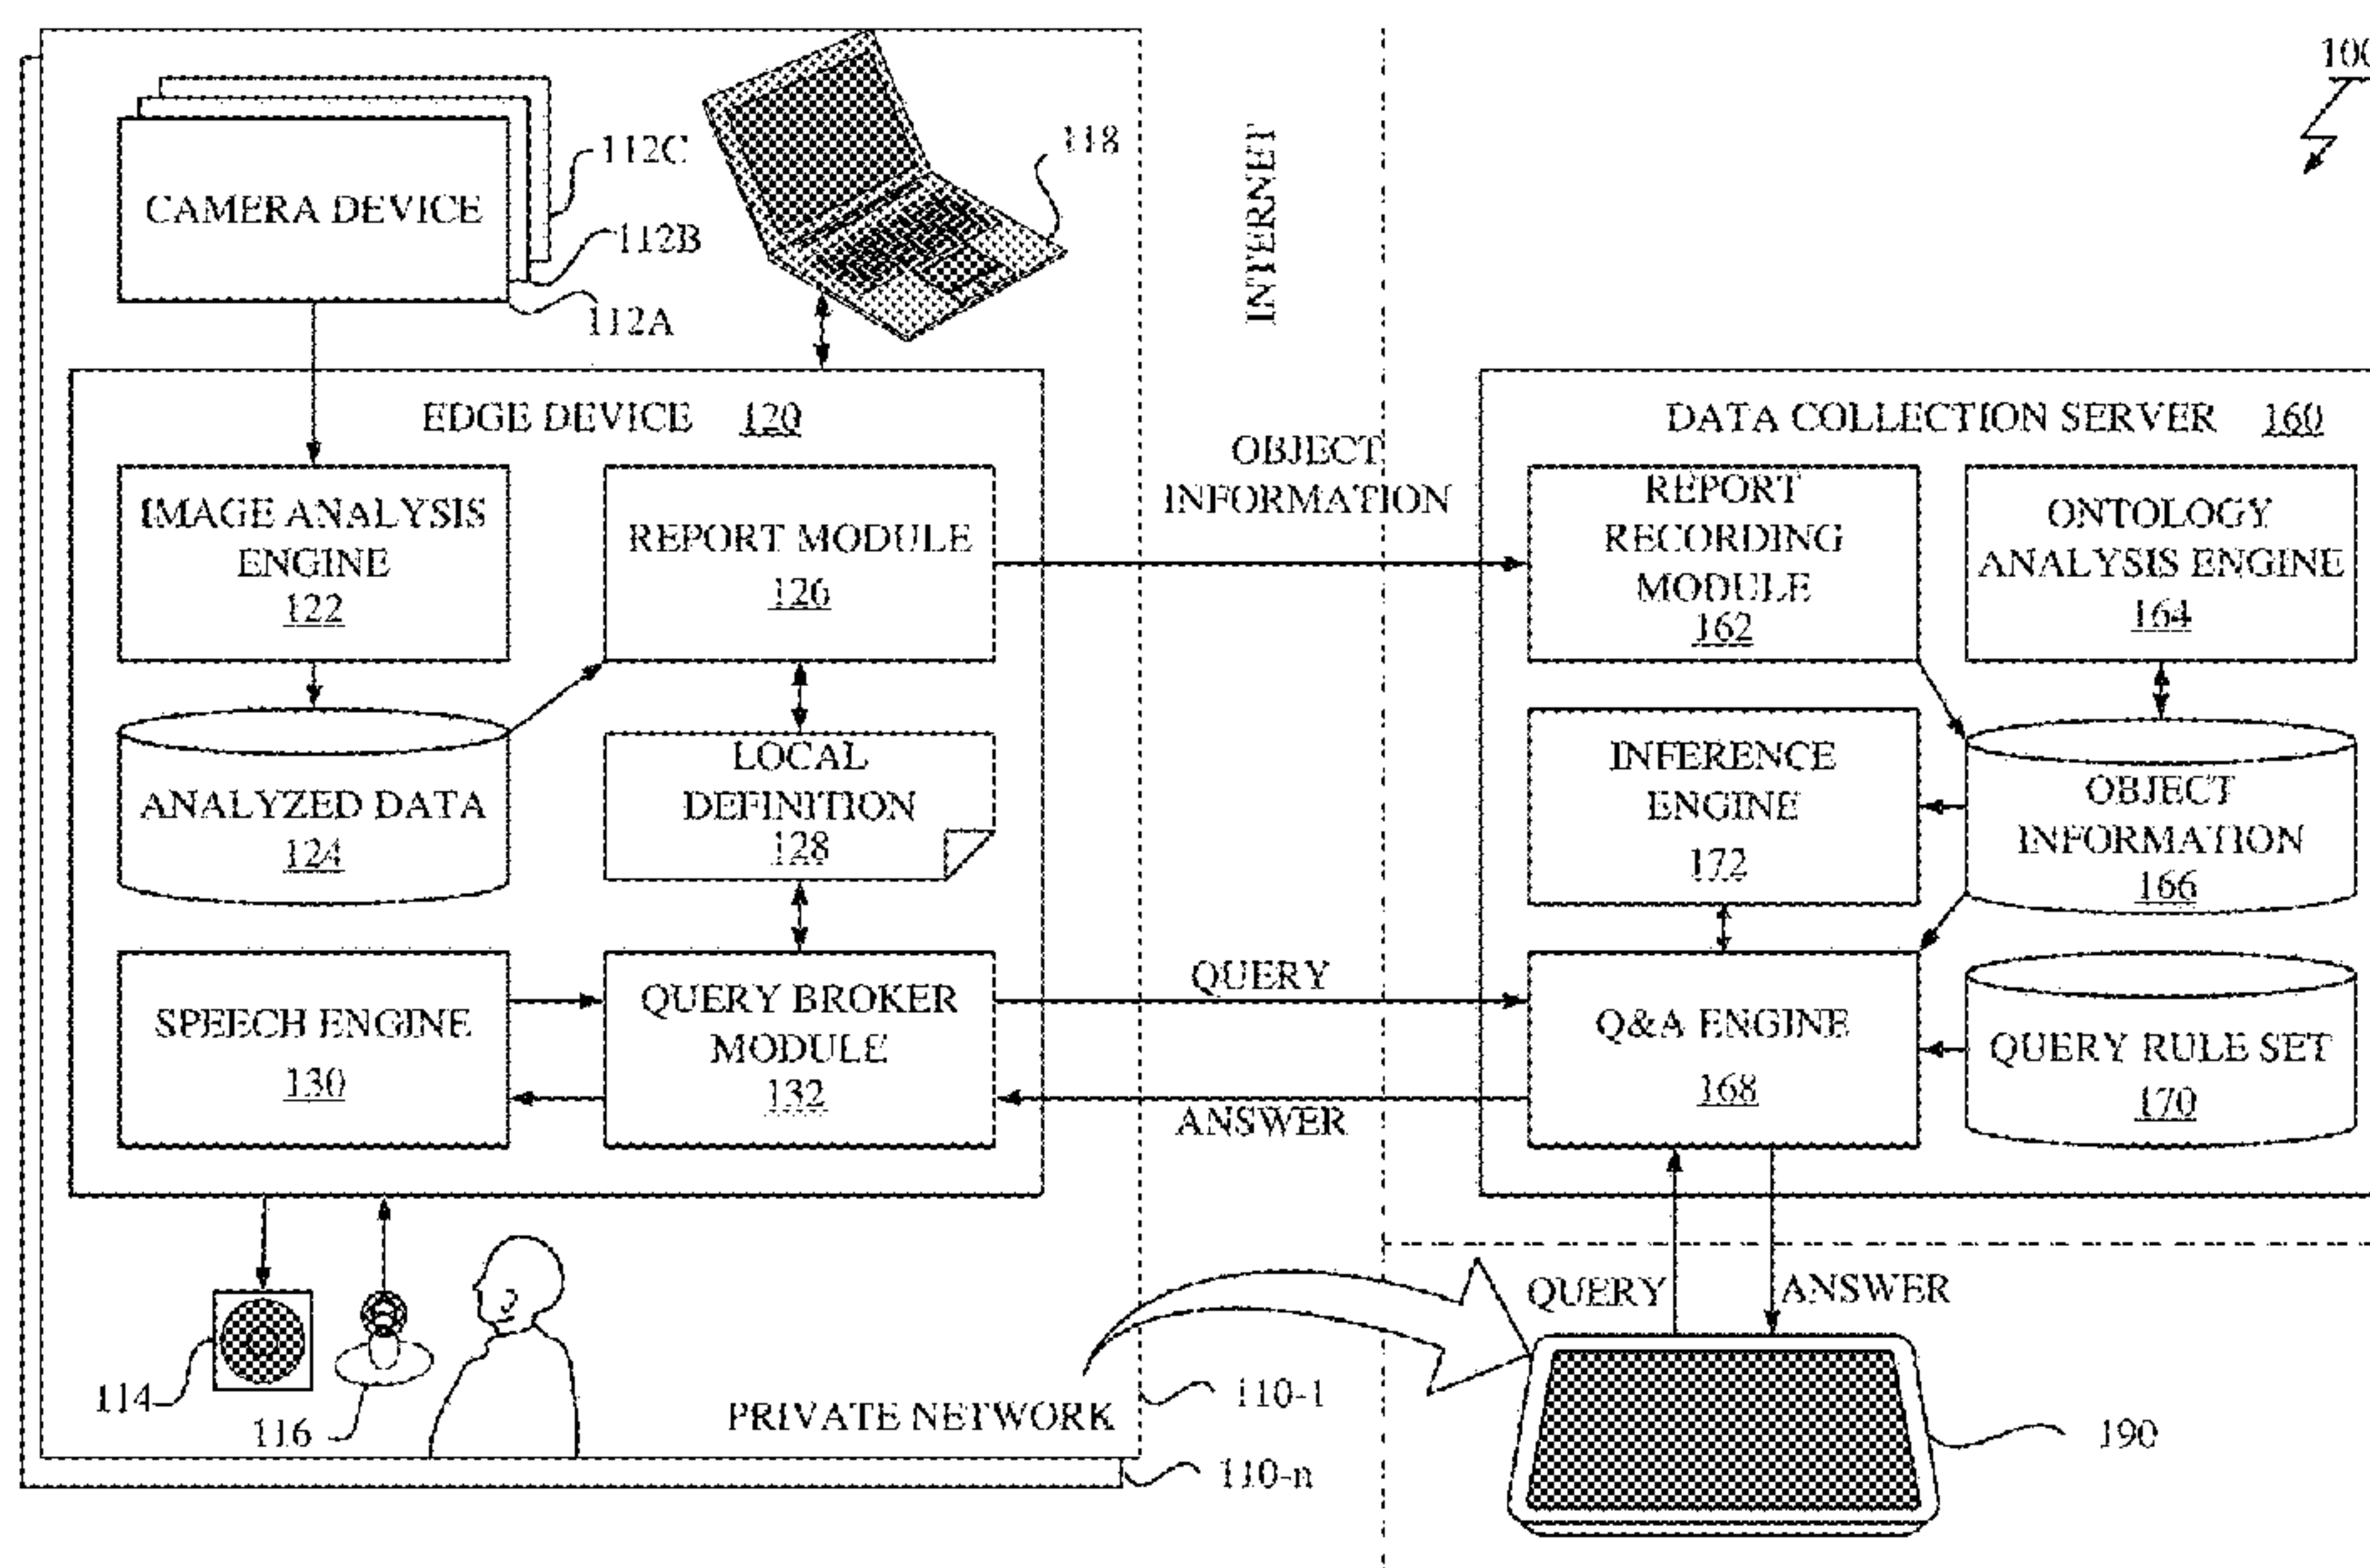 100
112C
118
CAMERA DEVICE
112B
112A
INTERNET
EDGE DEVICE 120
IMAGE ANALYSIS
ENGINE
122
REPORT MODULE
126
ANALYZED DATA
124
LOCAL
DEFINITION
128
SPEECH ENGINE
130
QUERY BROKER
MODULE
132
OBJECT
INFORMATION
QUERY
ANSWER
DATA COLLECTION SERVER 160
REPORT
RECORDING
MODULE
162
ONTOLOGY
ANALYSIS ENGINE
164
INFERENCE
ENGINE
172
OBJECT
INFORMATION
166
Q&A ENGINE
168
QUERY RULE SET
170
114
116
PRIVATE NETWORK
110-1
110-n
QUERY
ANSWER
190